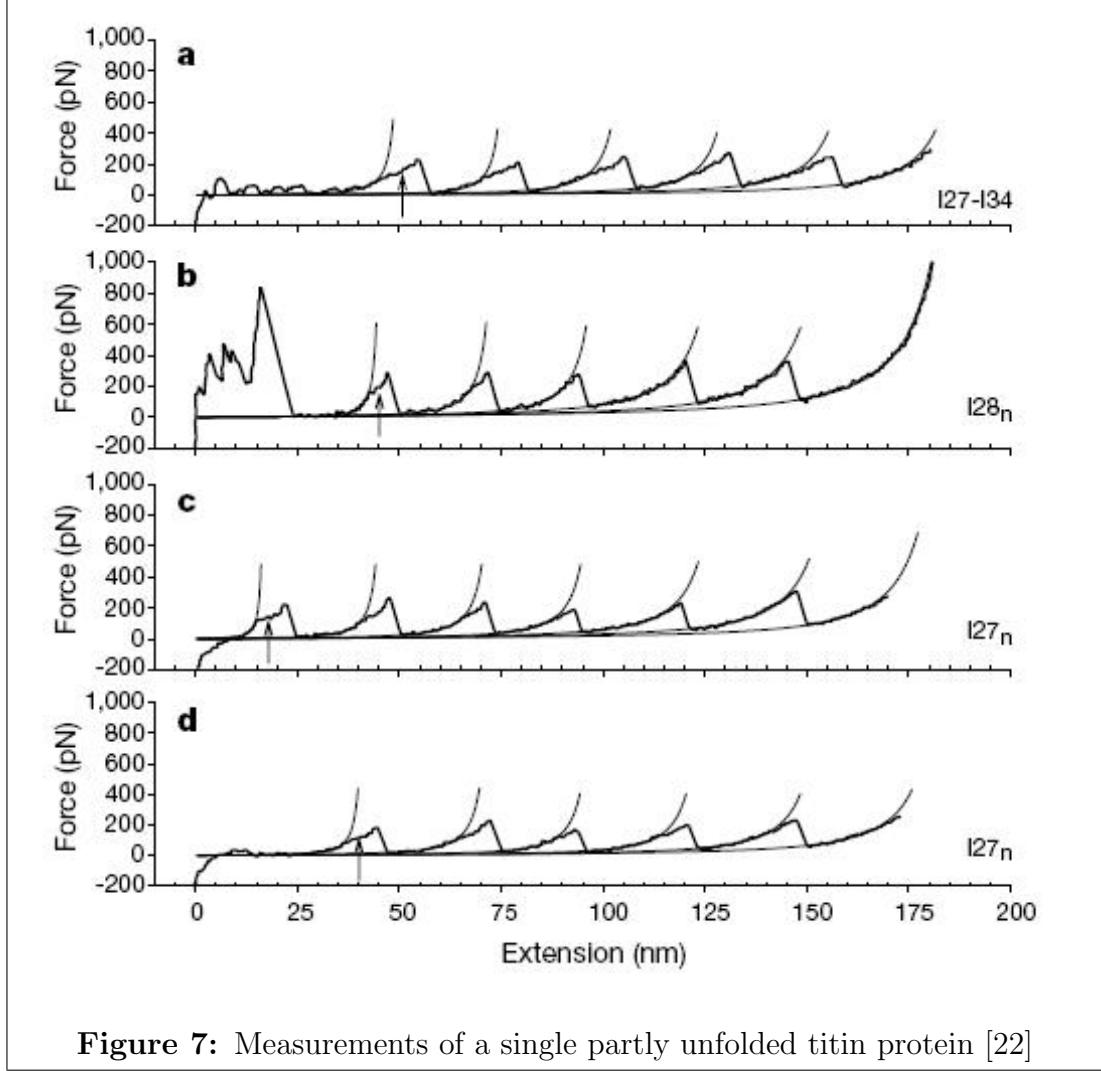 1,000
800
600
400
200
0
-200
Force (pN)
a
I27-I34
1,000
800
600
400
200
0
-200
Force (pN)
b
I28n
1,000
800
600
400
200
0
-200
Force (pN)
c
I27n
1,000
800
600
400
200
0
-200
Force (pN)
d
I27n
0 25 50 75 100 125 150 175 200
Extension (nm)
Figure 7: Measurements of a single partly unfolded titin protein [22]